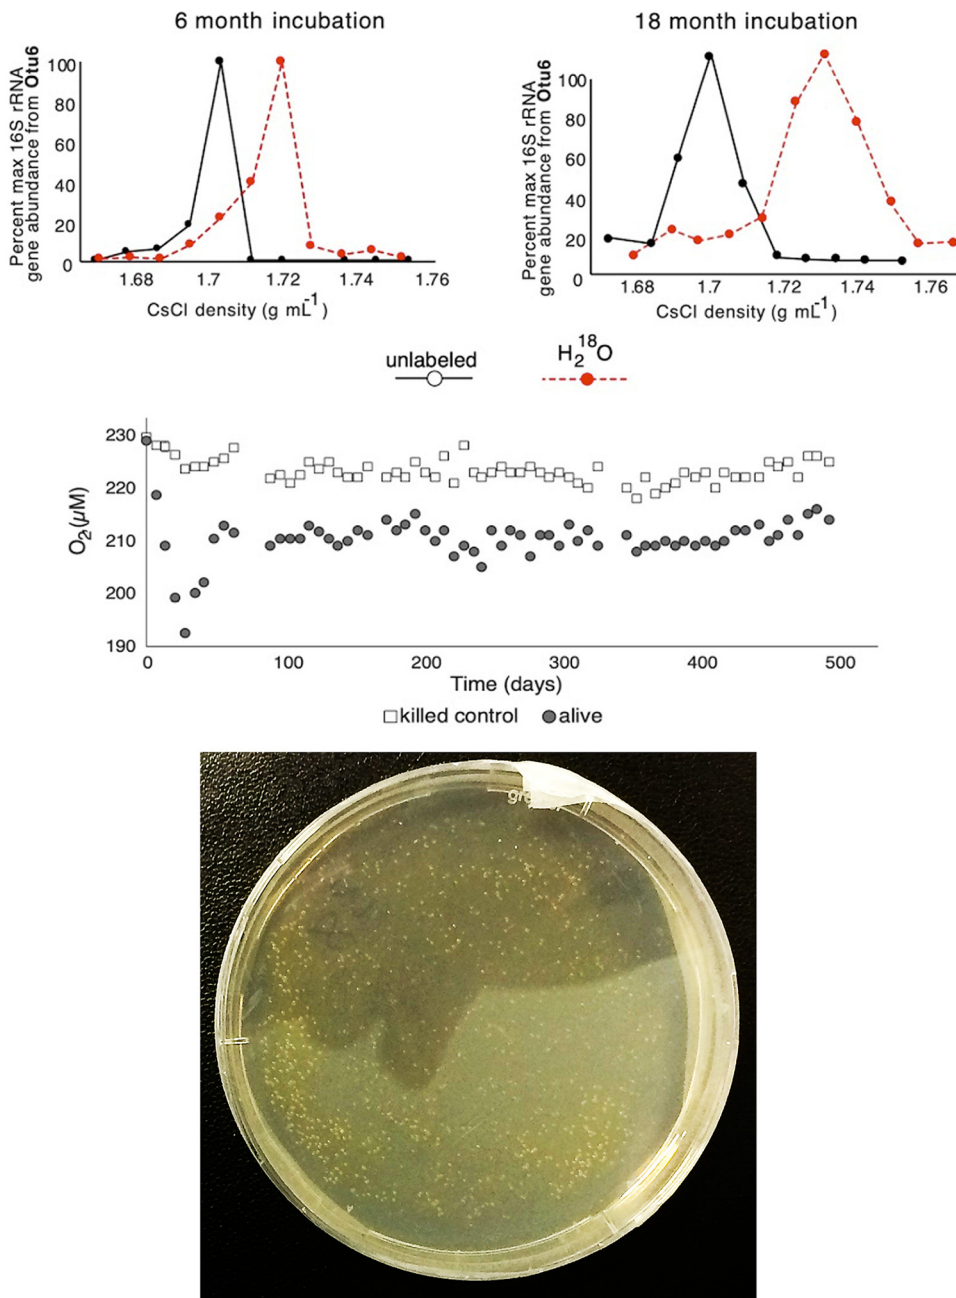 6 month incubation
18 month incubation
Percent max 16S rRNA
gene abundance from Otu6
100
80
60
40
20
0
1.68
1.7
1.72
1.74
1.76
CsCl density (g mL-1)
Percent max 16S rRNA
gene abundance from Otu6
100
80
60
40
20
0
1.68
1.7
1.72
1.74
1.76
CsCl density (g mL-1)
unlabeled
H218O
O2(µM)
230
220
210
200
190
0
100
200
300
400
500
Time (days)
killed control
alive